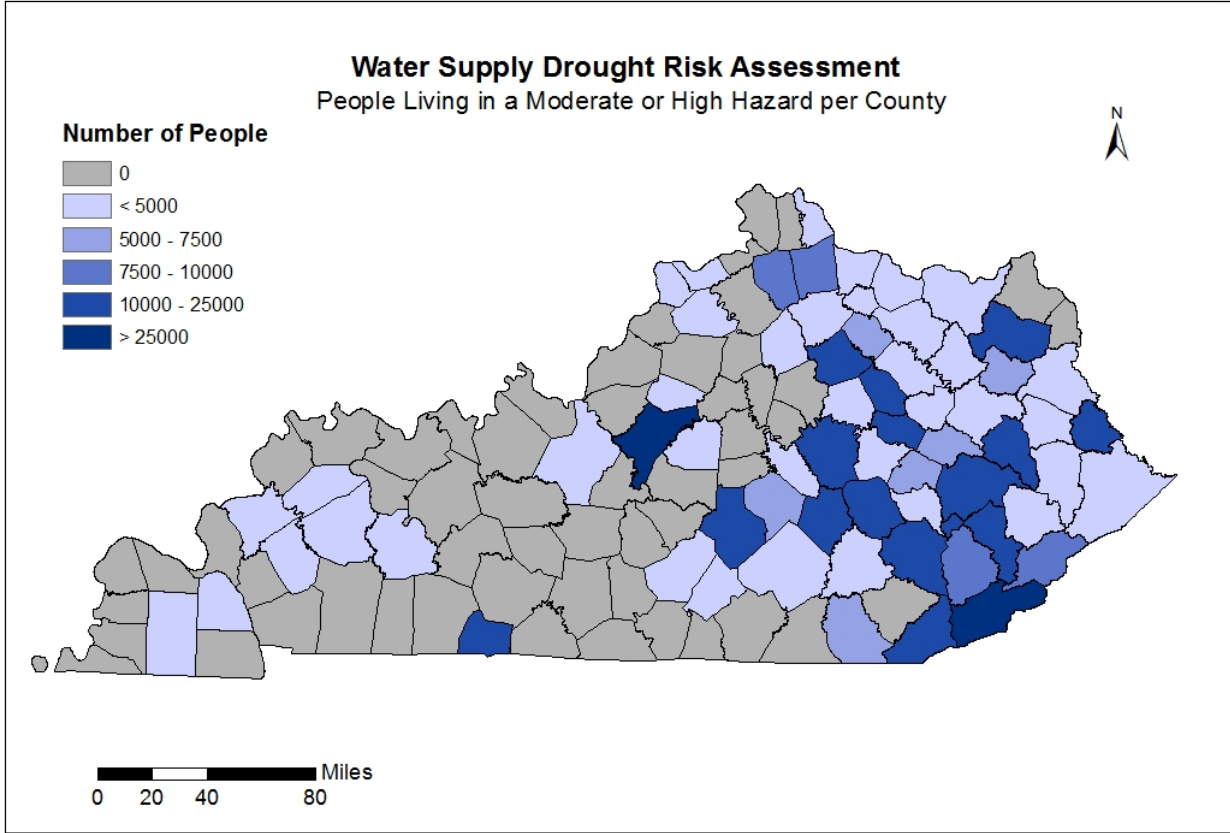 Water Supply Drought Risk Assessment
People Living in a Moderate or High Hazard per County
N
Number of People
0
< 5000
5000 - 7500
7500 - 10000
10000 - 25000
> 25000
Miles
0 20 40 80